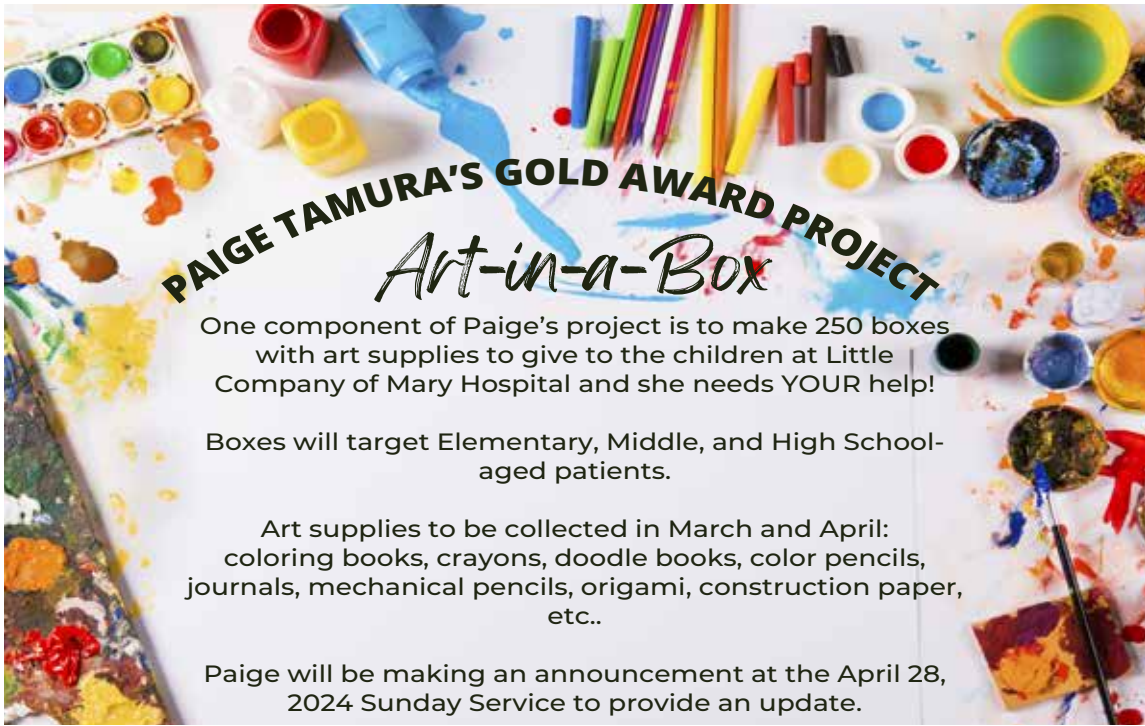 PAIGE TAMURA'S GOLD AWARD PROJECT
Art-in-a-Box
One component of Paige's project is to make 250 boxes
with art supplies to give to the children at Little
Company of Mary Hospital and she needs YOUR help!
Boxes will target Elementary, Middle, and High School-
aged patients.
Art supplies to be collected in March and April:
coloring books, crayons, doodle books, color pencils,
journals, mechanical pencils, origami, construction paper,
etc..
Paige will be making an announcement at the April 28,
2024 Sunday Service to provide an update.